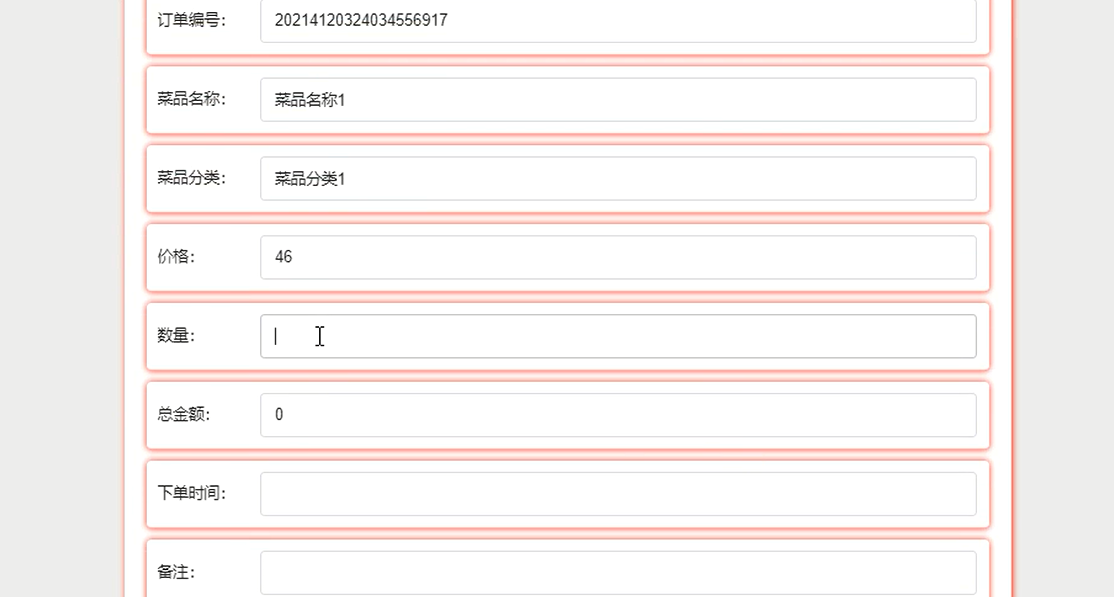 订单编号： 20214120324034556917
菜品名称： 菜品名称1
菜品分类： 菜品分类1
价格： 46
数量：
总金额： 0
下单时间：
备注：